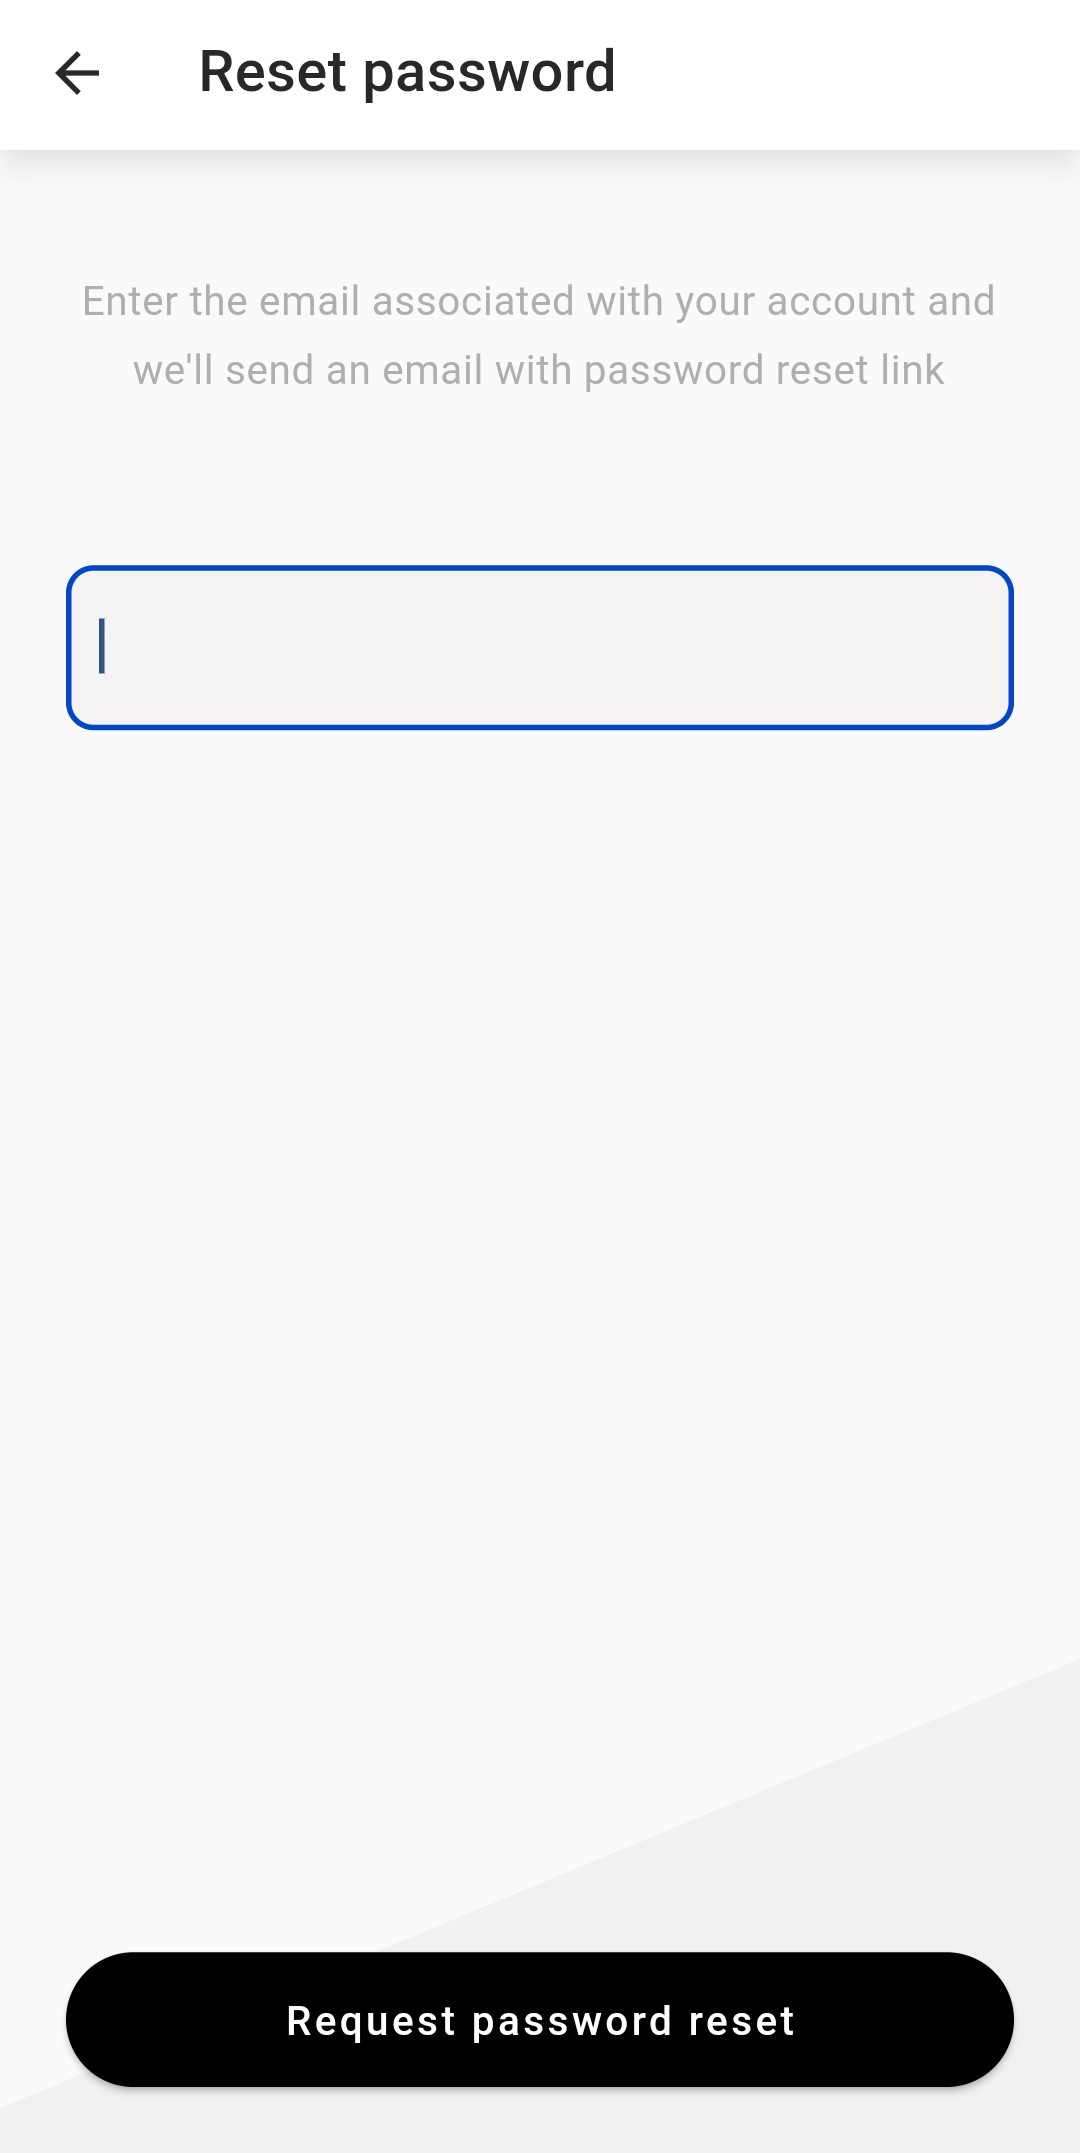 Reset password
Enter the email associated with your account and
we'll send an email with password reset link
Request password reset